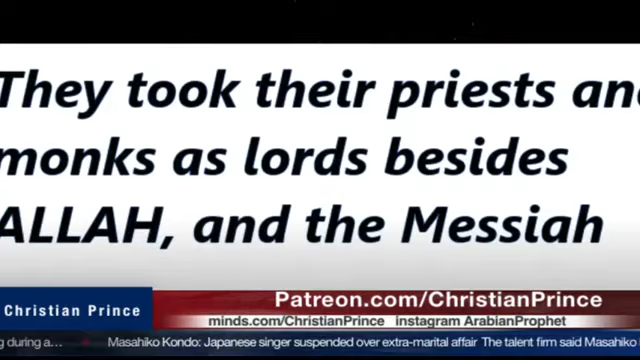 They took their priests an
monks as lords besides
ALLAH, and the Messiah
Christian Prince
Patreon.com/ChristianPrince
minds.com/ChristianPrince instagram ArabianProphet
g during a... Masahiko Kondo: Japanese singer suspended over extra-marital affair The talent firm said Masahiko